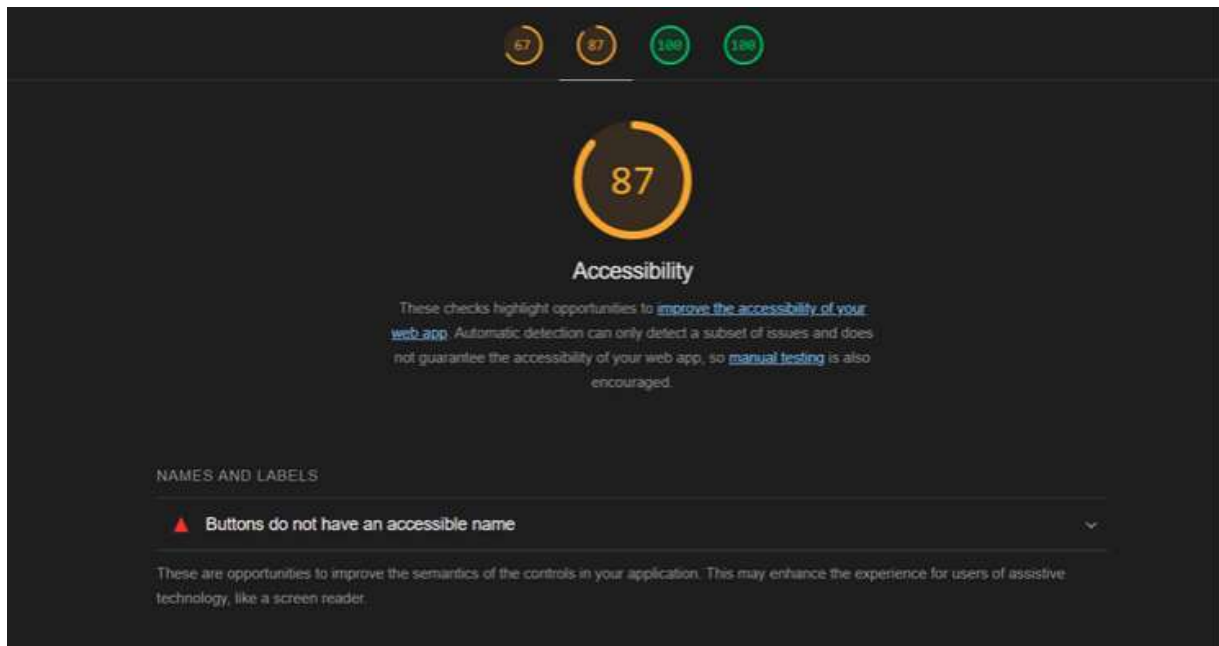 67 87 100 100
87
Accessibility
These checks highlight opportunities to improve the accessibility of your
web app. Automatic detection can only detect a subset of issues and does
not guarantee the accessibility of your web app, so manual testing is also
encouraged.
NAMES AND LABELS
Buttons do not have an accessible name
These are opportunities to improve the semantics of the controls in your application. This may enhance the experience for users of assistive
technology, like a screen reader.